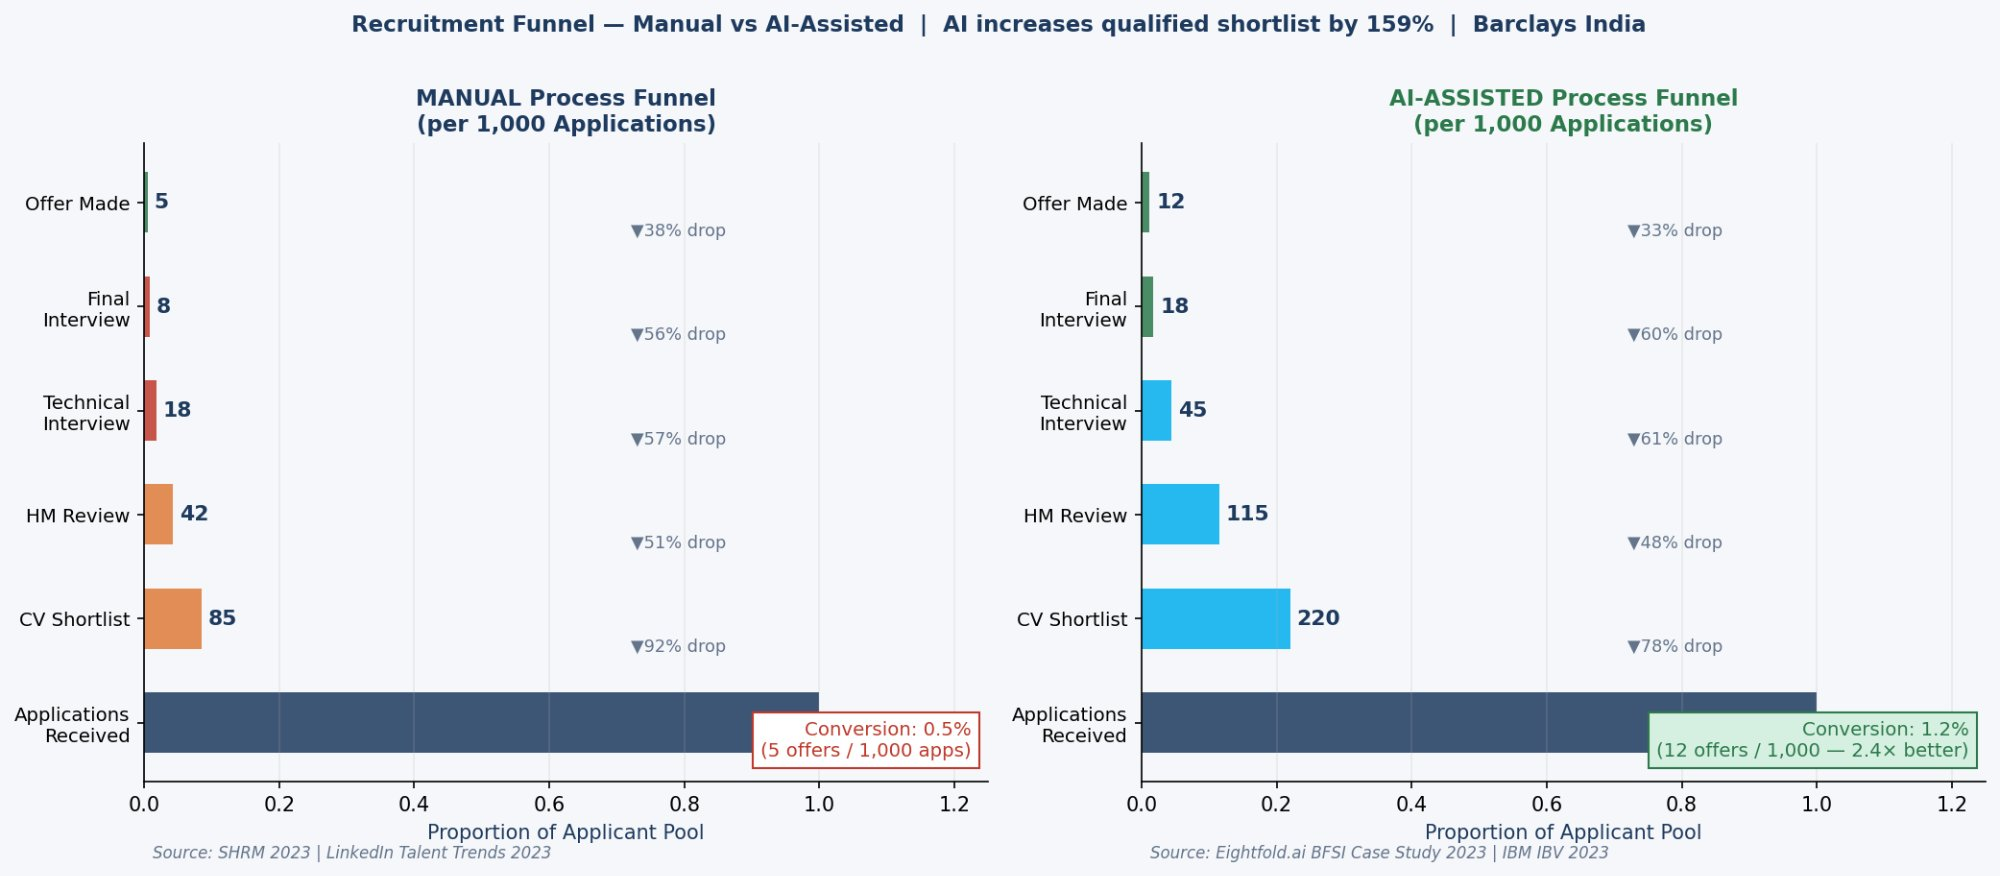 Recruitment Funnel — Manual vs AI-Assisted | AI increases qualified shortlist by 159% | Barclays India
MANUAL Process Funnel
(per 1,000 Applications)
Offer Made
5
▼38% drop
Final
Interview
8
▼56% drop
Technical
Interview
18
▼57% drop
HM Review
42
▼51% drop
CV Shortlist
85
▼92% drop
Applications
Received
Conversion: 0.5%
(5 offers / 1,000 apps)
0.0 0.2 0.4 0.6 0.8 1.0 1.2
Proportion of Applicant Pool
Source: SHRM 2023 | LinkedIn Talent Trends 2023
AI-ASSISTED Process Funnel
(per 1,000 Applications)
Offer Made
12
▼33% drop
Final
Interview
18
▼60% drop
Technical
Interview
45
▼61% drop
HM Review
115
▼48% drop
CV Shortlist
220
▼78% drop
Applications
Received
Conversion: 1.2%
(12 offers / 1,000 — 2.4× better)
0.0 0.2 0.4 0.6 0.8 1.0 1.2
Proportion of Applicant Pool
Source: Eightfold.ai BFSI Case Study 2023 | IBM IBV 2023